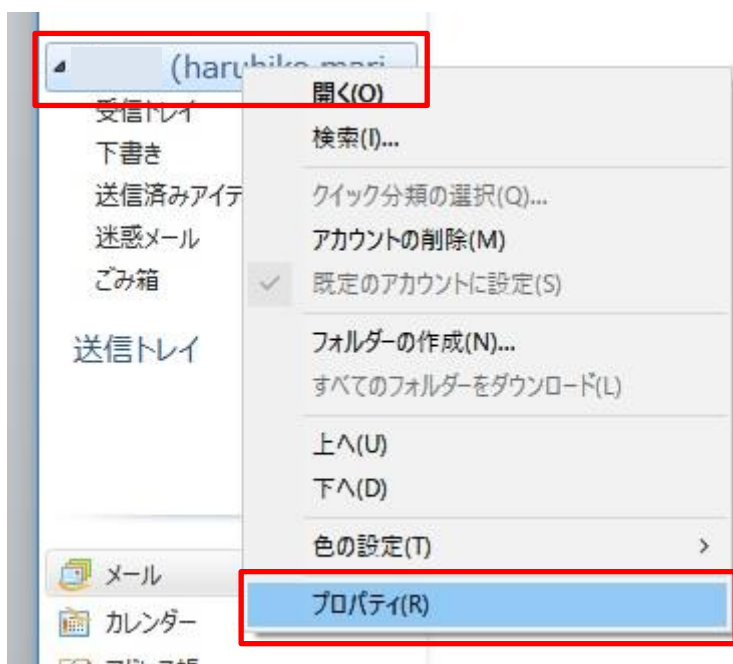 (haruhiko mari
受信トレイ
下書き
送信済みアイテ
迷惑メール
ごみ箱
送信トレイ
メール
カレンダー
開く(O)
検索(I)...
クイック分類の選択(Q)...
アカウントの削除(M)
既定のアカウントに設定(S)
フォルダーの作成(N)...
すべてのフォルダーをダウンロード(L)
上へ(U)
下へ(D)
色の設定(T)
プロパティ(R)